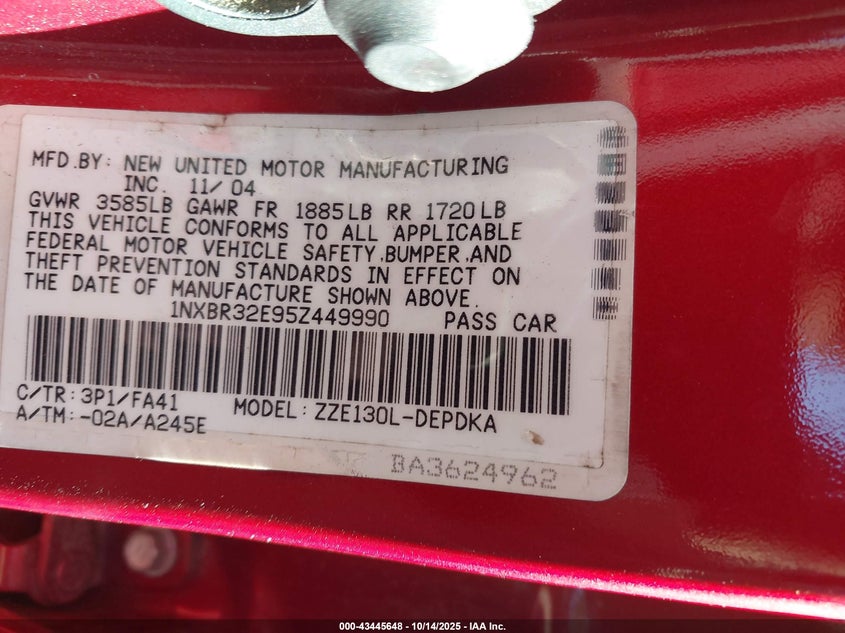 MFD.BY: NEW UNITED MOTOR MANUFACTURING
INC. 11/04
GVWR 3585LB GAWR FR 1885LB RR 1720LB
THIS VEHICLE CONFORMS TO ALL APPLICABLE
FEDERAL MOTOR VEHICLE SAFETY,BUMPER,AND
THEFT PREVENTION STANDARDS IN EFFECT ON
THE DATE OF MANUFACTURE SHOWN ABOVE.
1NXBR32E95Z449990 PASS CAR
C/TR:3P1/FA41
A/TM:-02A/A245E
MODEL: ZZE130L-DEPDKA
BA3624962
000-43445648 | 10/14/2025 - IAA Inc.